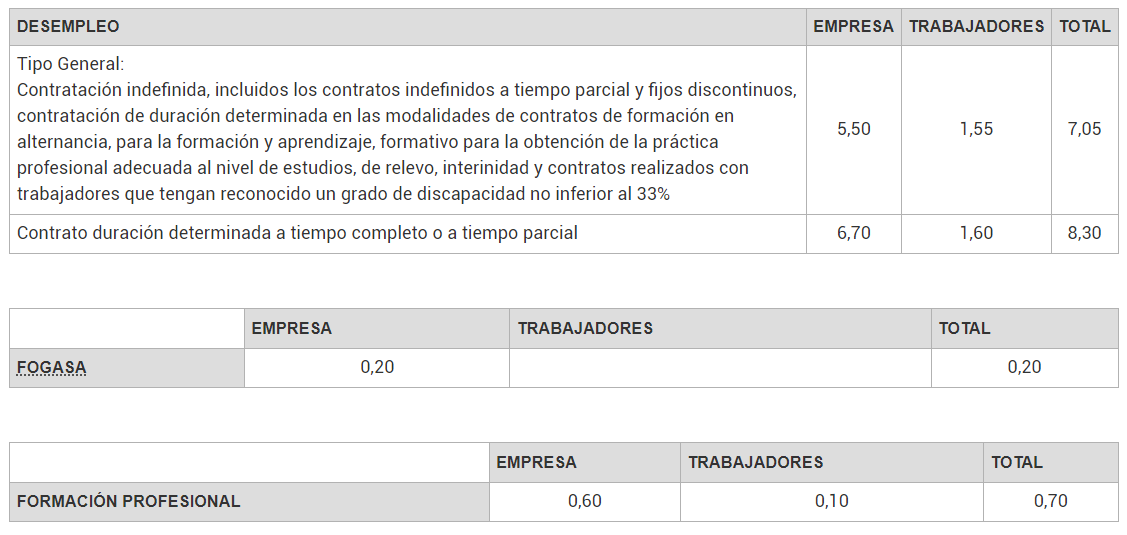 DESEMPLEO EMPRESA TRABAJADORES TOTAL
Tipo General:
Contratación indefinida, incluidos los contratos indefinidos a tiempo parcial y fijos discontinuos,
contratación de duración determinada en las modalidades de contratos de formación en
alternancia, para la formación y aprendizaje, formativo para la obtención de la práctica
profesional adecuada al nivel de estudios, de relevo, interinidad y contratos realizados con
trabajadores que tengan reconocido un grado de discapacidad no inferior al 33%
5,50 1,55 7,05
Contrato duración determinada a tiempo completo o a tiempo parcial 6,70 1,60 8,30
EMPRESA TRABAJADORES TOTAL
FOGASA 0,20 0,20
EMPRESA TRABAJADORES TOTAL
FORMACIÓN PROFESIONAL 0,60 0,10 0,70